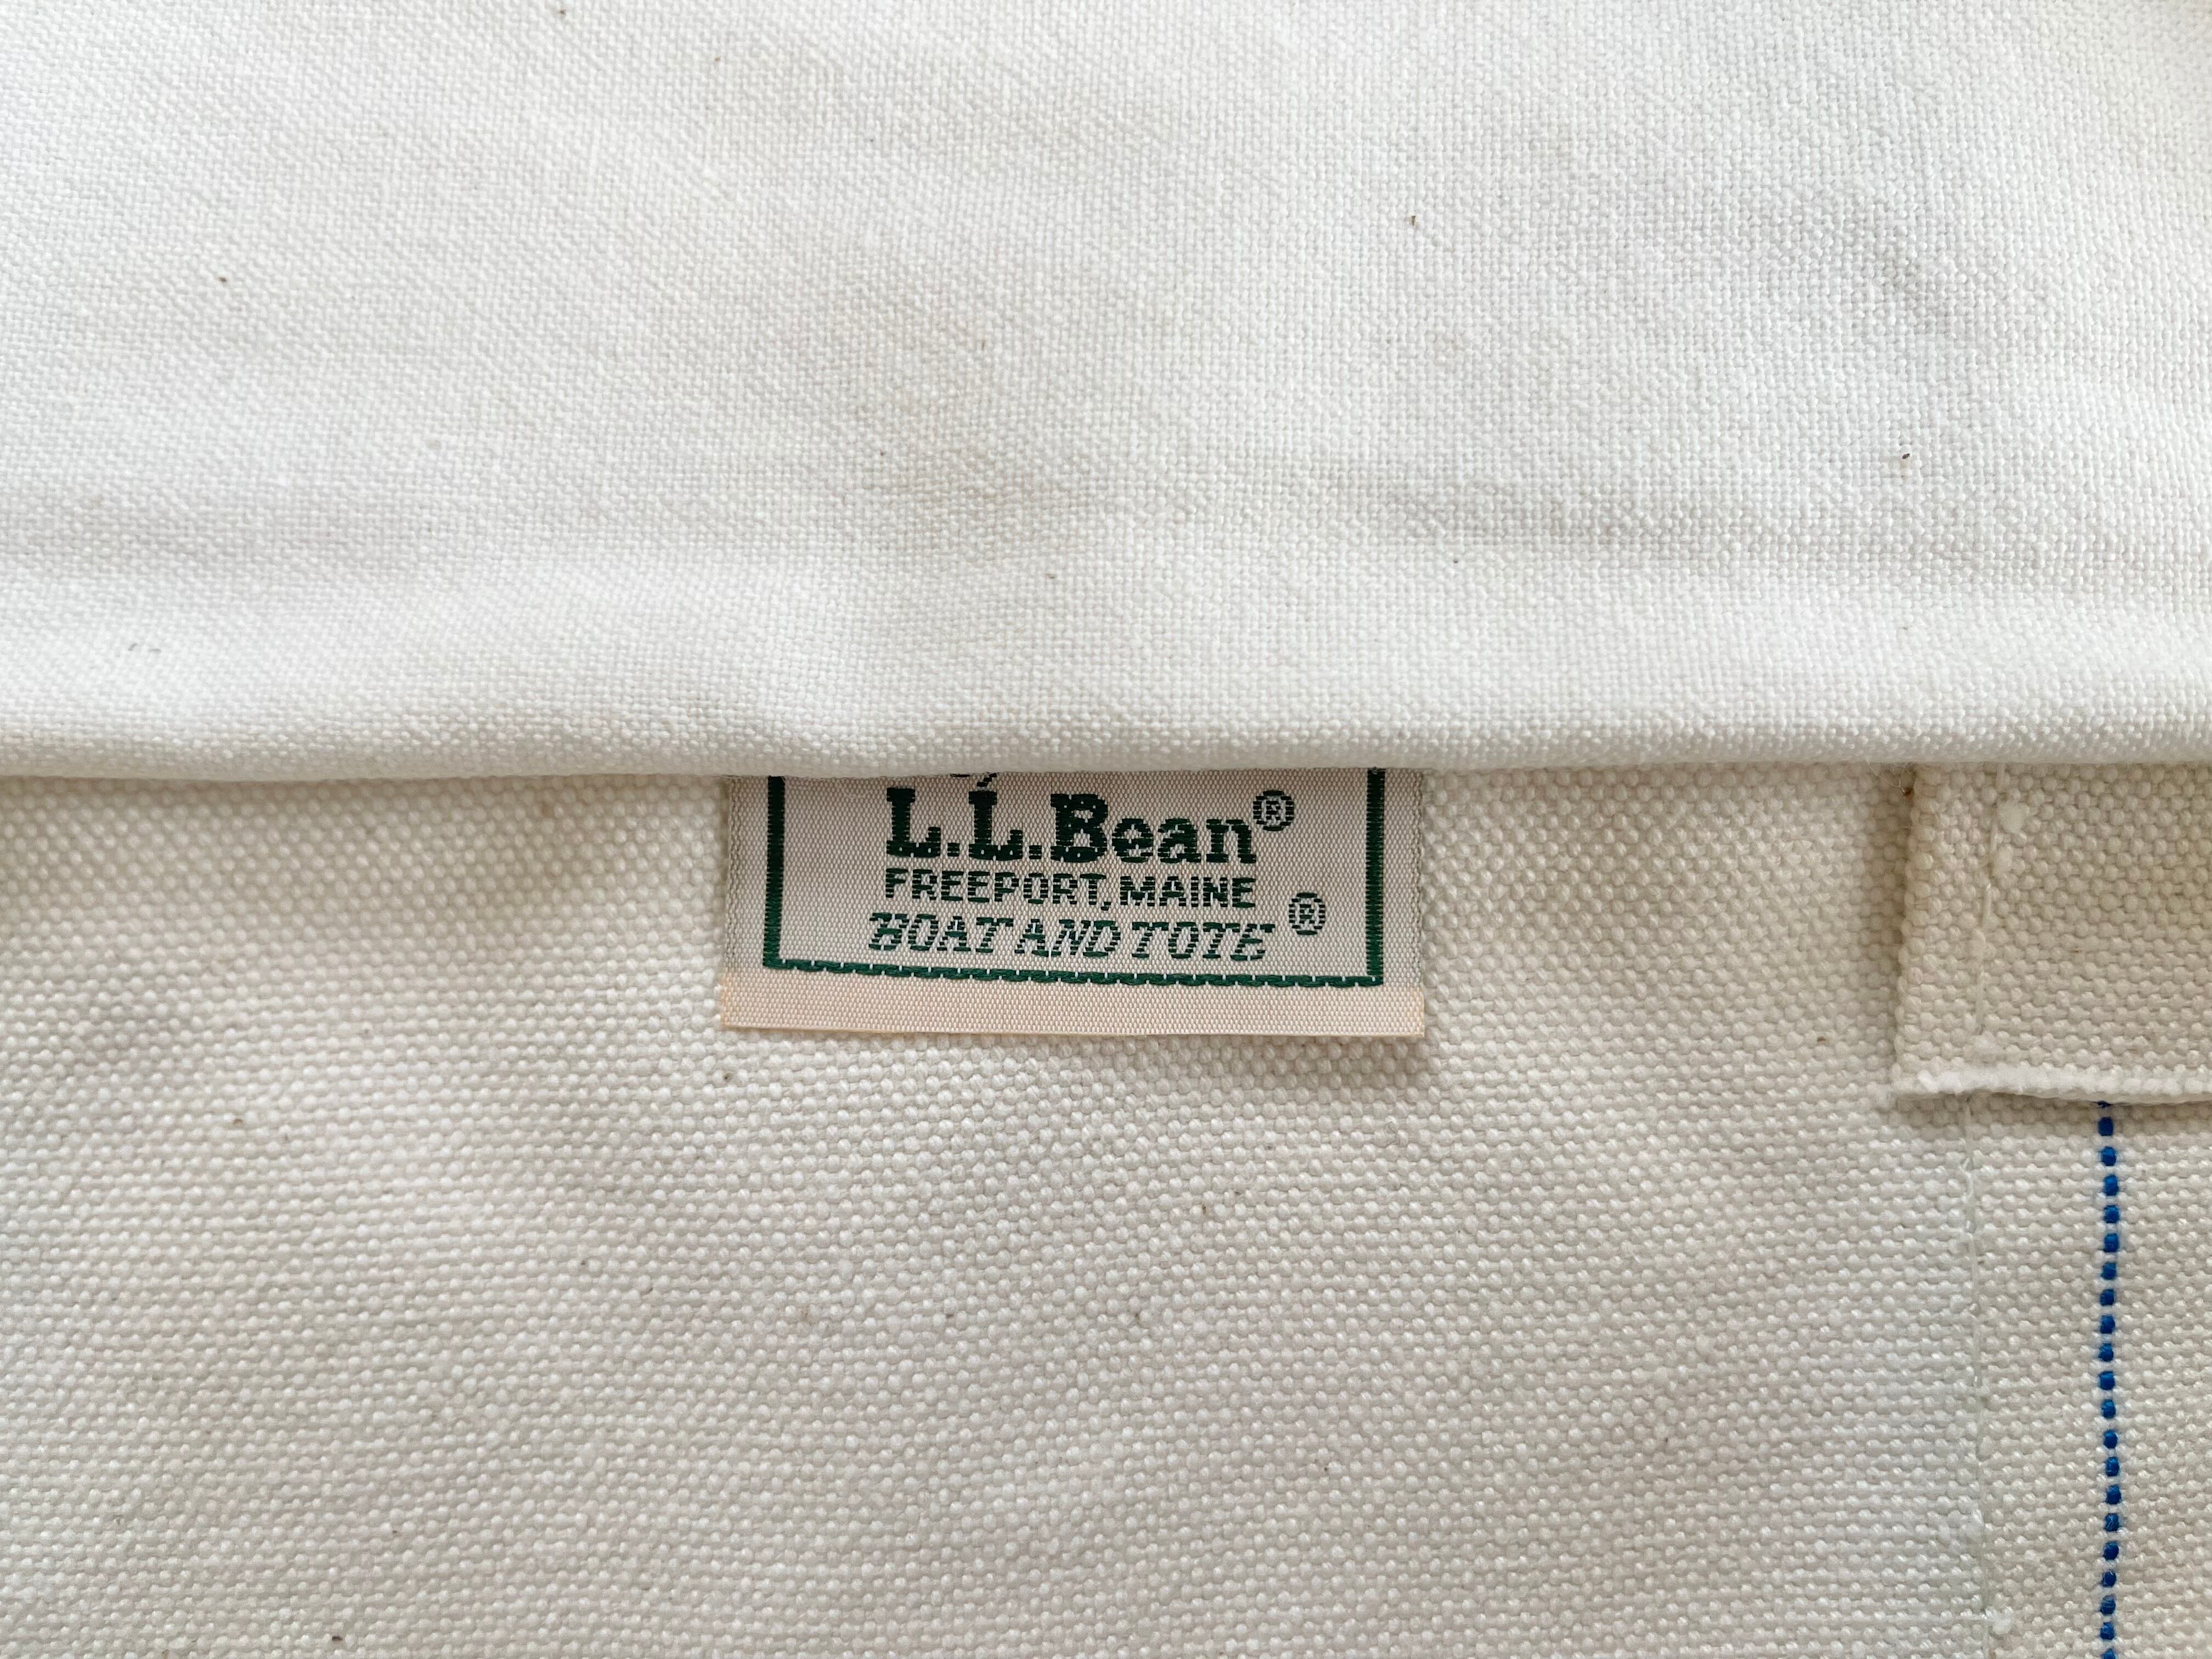 L.L.Bean®
FREEPORT, MAINE
BOAT AND TOTE ®